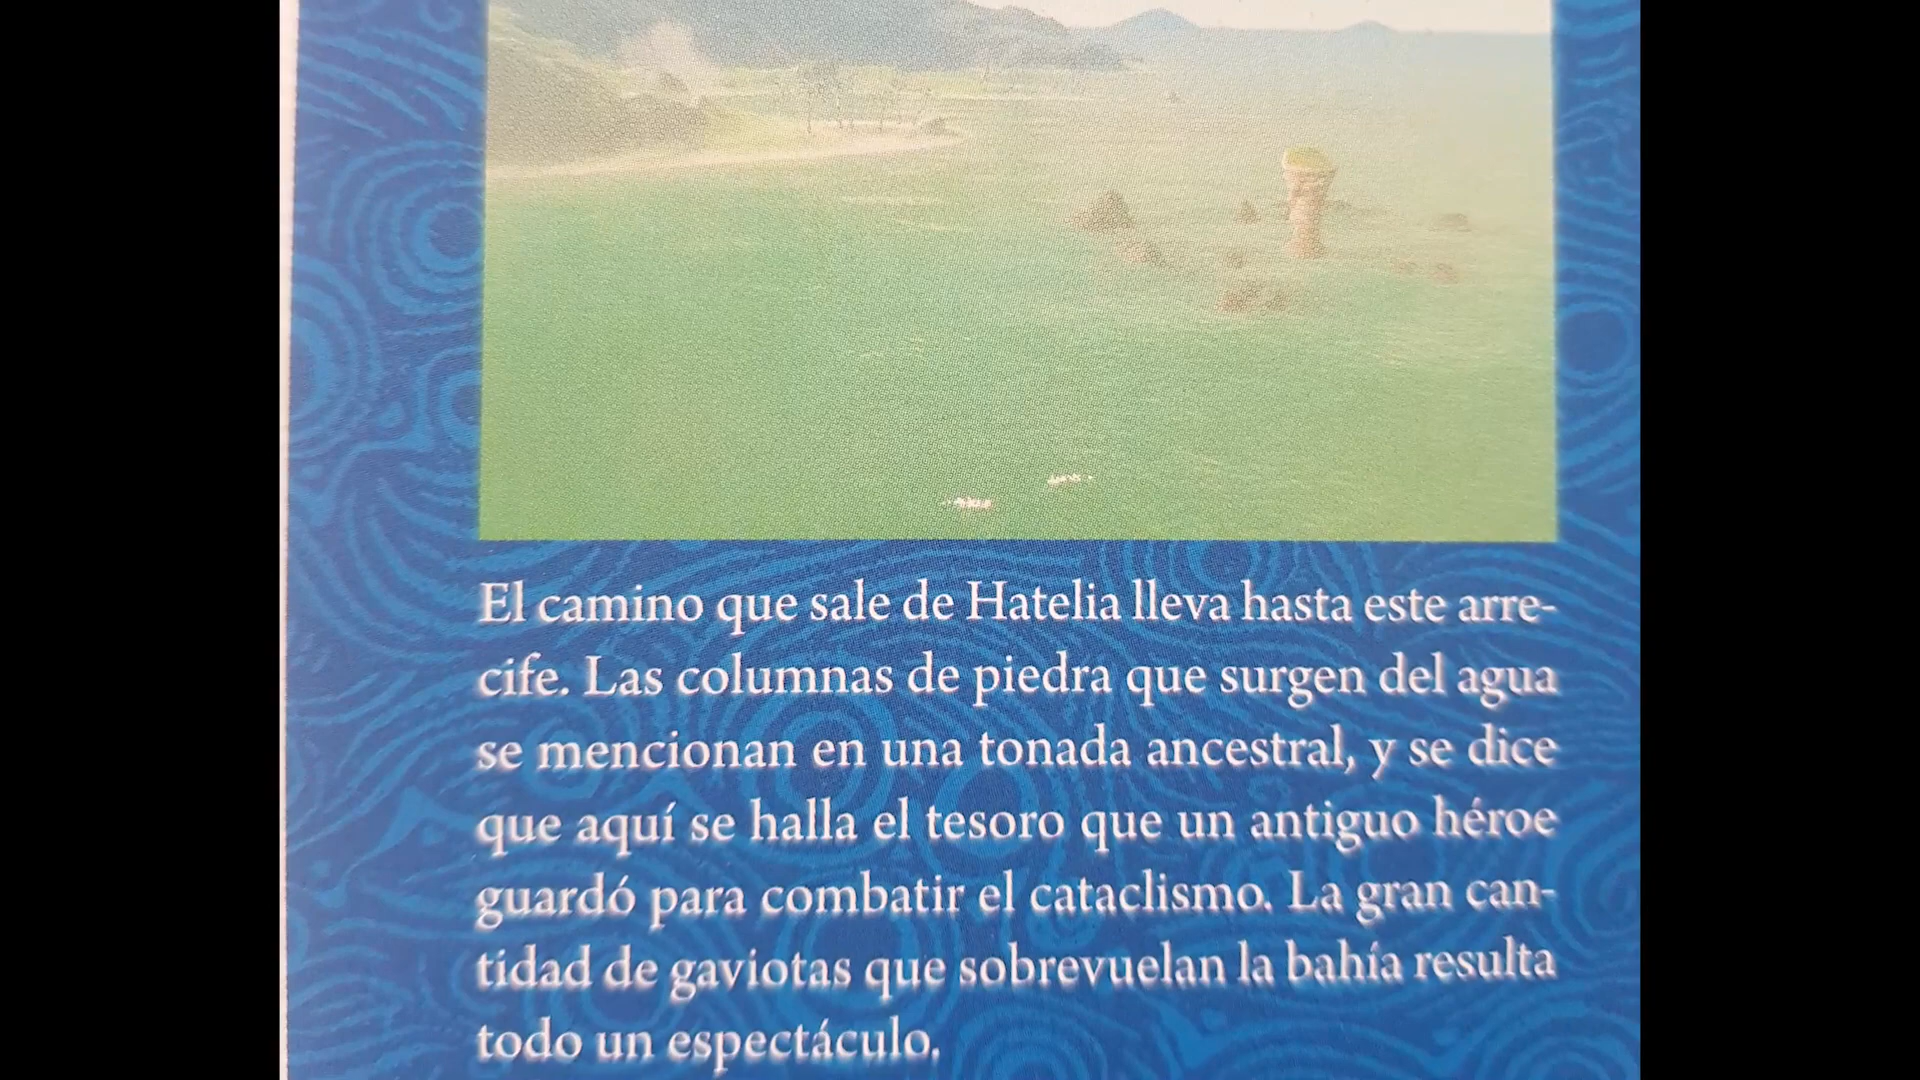 El camino que sale de Hatelia lleva hasta este arre-
cife. Las columnas de piedra que surgen del agua
se mencionan en una tonada ancestral, y se dice
que aquí se halla el tesoro que un antiguo héroe
guardó para combatir el cataclismo. La gran can-
tidad de gaviotas que sobrevuelan la bahía resulta
todo un espectáculo.